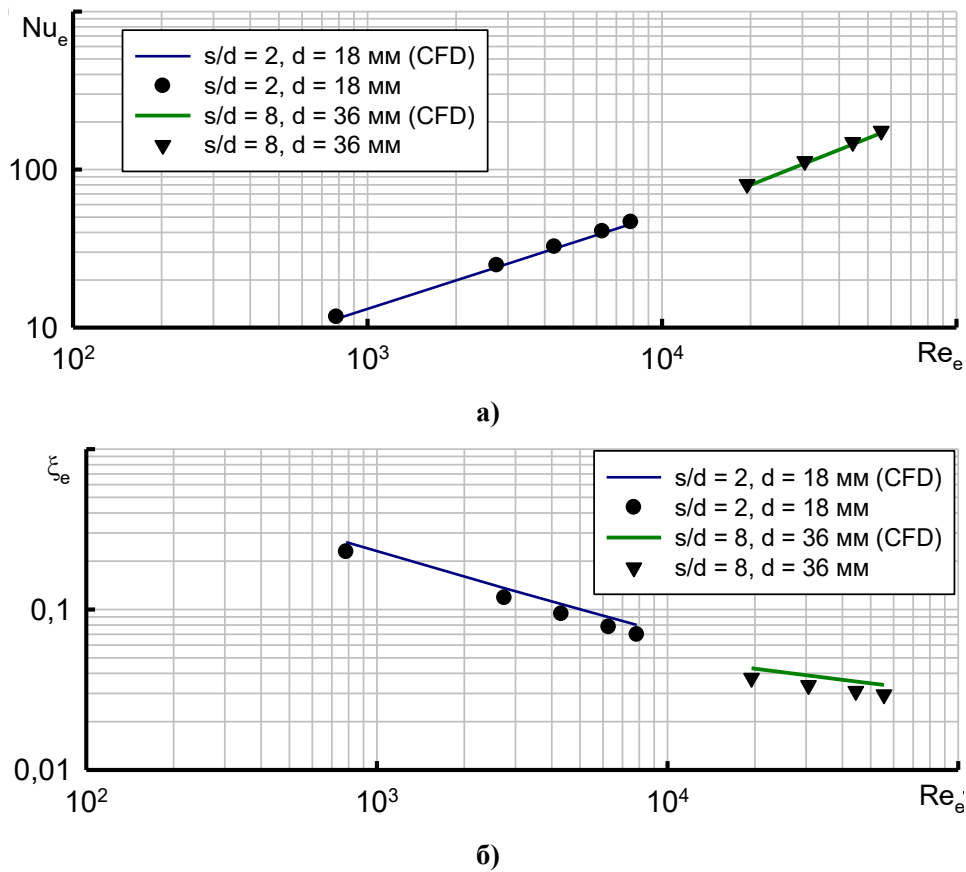 Nuₑ
s/d = 2, d = 18 мм (CFD)
s/d = 2, d = 18 мм
s/d = 8, d = 36 мм (CFD)
s/d = 8, d = 36 мм
100
10
10² 10³ 10⁴ Reₑ
а)
ξₑ
s/d = 2, d = 18 мм (CFD)
s/d = 2, d = 18 мм
s/d = 8, d = 36 мм (CFD)
s/d = 8, d = 36 мм
0,1
0,01
10² 10³ 10⁴ Reₑ
б)